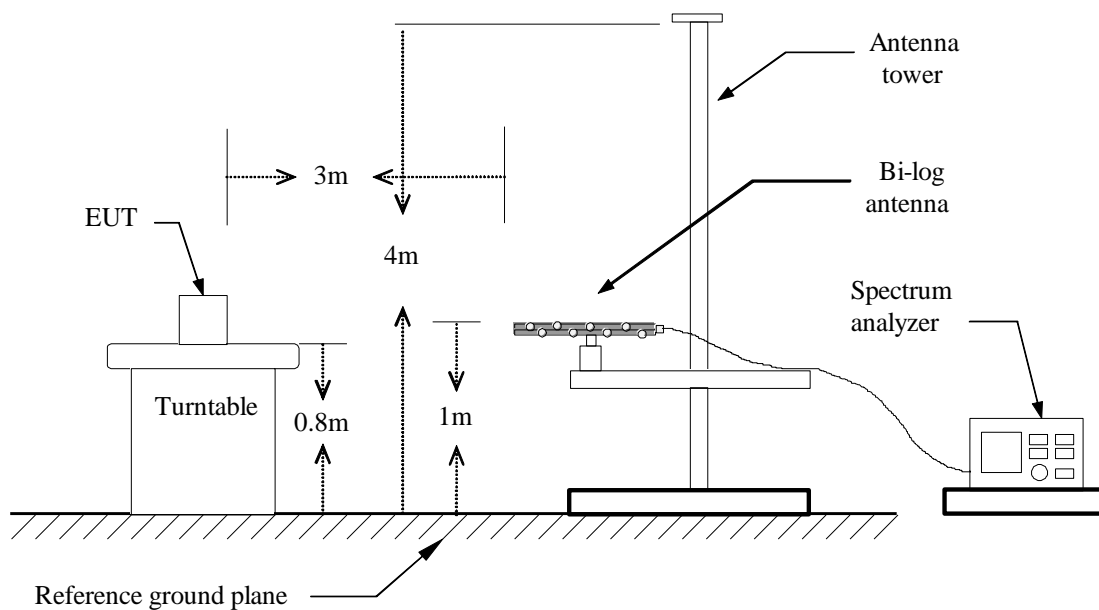 Antenna
tower
3m
Bi-log
antenna
EUT
4m
Spectrum
analyzer
Turntable
0.8m
1m
Reference ground plane